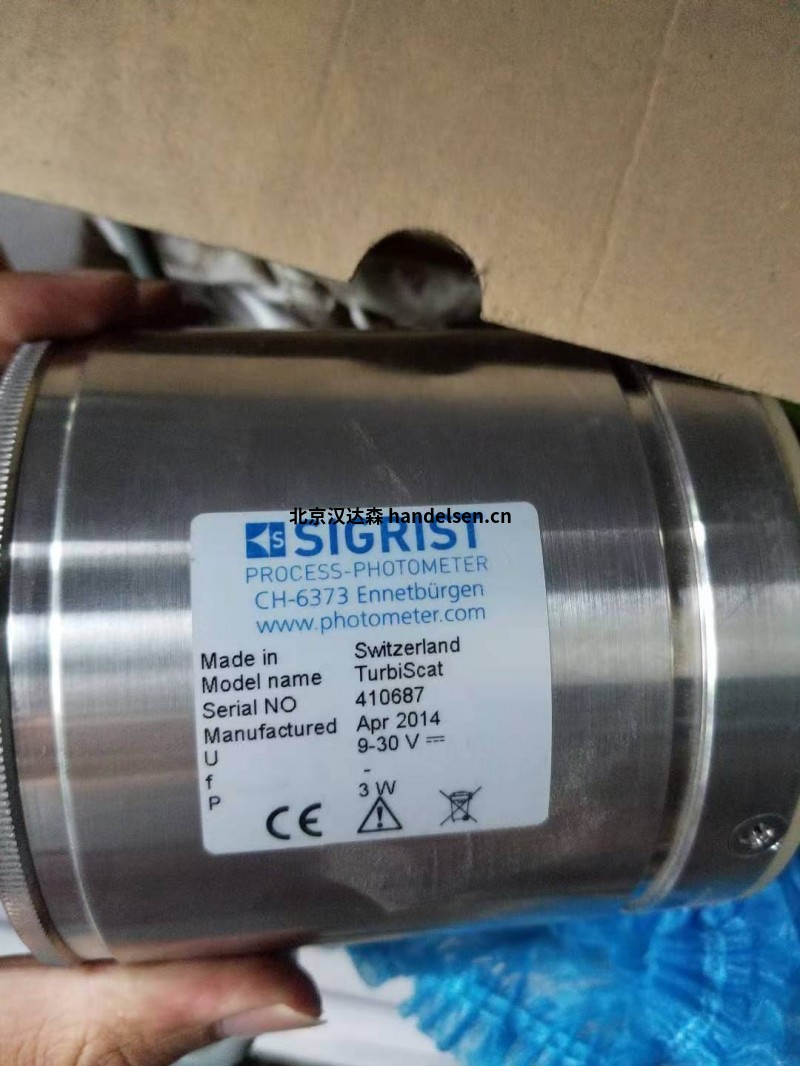 北京汉达森 handelsen.cn
S SIGRIST
PROCESS-PHOTOMETER
CH-6373 Ennetbürgen
www.photometer.com
Made in Switzerland
Model name TurbiScat
Serial NO 410687
Manufactured Apr 2014
U 9-30 V
f -
P 3 W
CE